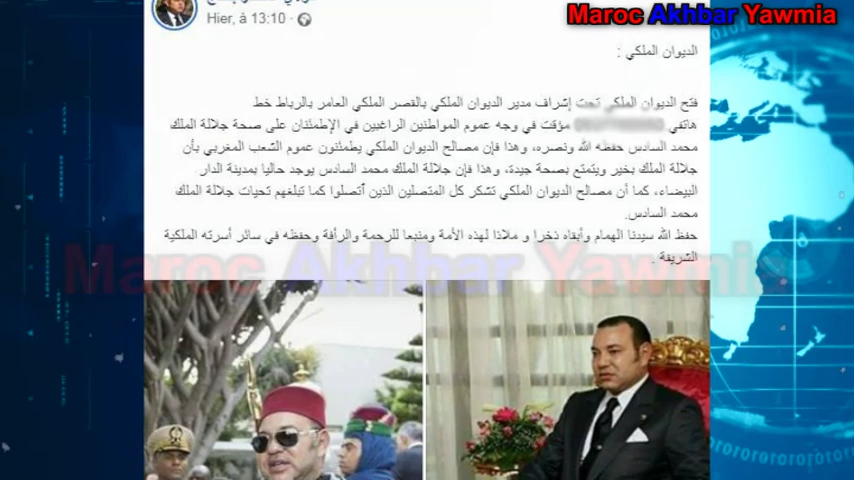 Maroc Akhbar Yawmia
Hier, à 13:10
الديوان الملكي :
فتح الديوان الملكي تحت إشراف مدير الديوان الملكي بالقصر الملكي العامر بالرباط خط
هاتفي مؤقت في وجه عموم المواطنين الراغبين في الإطمئنان على صحة جلالة الملك
محمد السادس حفظه الله ونصره، وهذا فإن مصالح الديوان الملكي يطمئنون عموم الشعب المغربي بأن
جلالة الملك بخير ويتمتع بصحة جيدة، وهذا فإن جلالة الملك محمد السادس يوجد حاليا بمدينة الدار
البيضاء، كما أن مصالح الديوان الملكي تشكر كل المتصلين الذين ٱتصلوا كما تبلغهم تحيات جلالة الملك
محمد السادس.
حفظ الله سيدنا الهمام وأبقاه ذخرا و ملاذا لهذه الأمة ومنبعا للرحمة والرأفة وحفظه في سائر أسرته الملكية
الشريفة .
Maroc Akhbar Yawmia